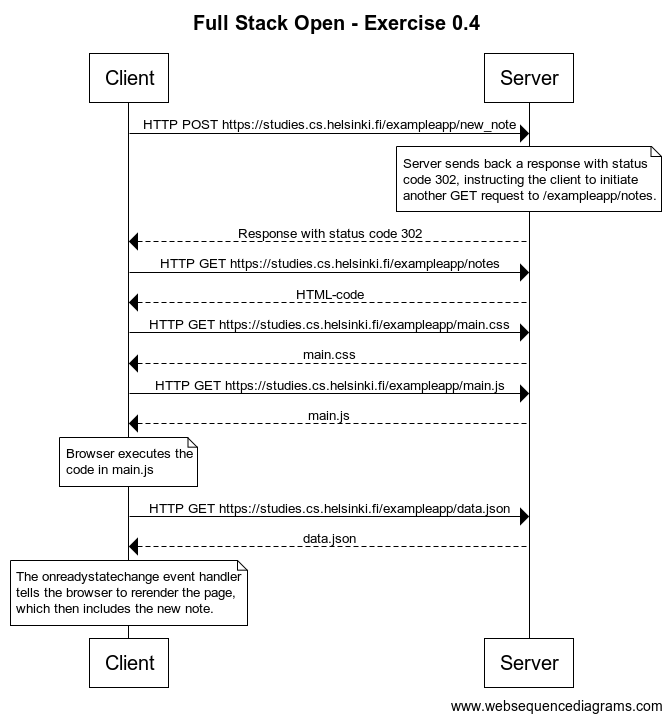 Full Stack Open - Exercise 0.4
Client
Server
HTTP POST https://studies.cs.helsinki.fi/exampleapp/new_note
Server sends back a response with status
code 302, instructing the client to initiate
another GET request to /exampleapp/notes.
Response with status code 302
HTTP GET https://studies.cs.helsinki.fi/exampleapp/notes
HTML-code
HTTP GET https://studies.cs.helsinki.fi/exampleapp/main.css
main.css
HTTP GET https://studies.cs.helsinki.fi/exampleapp/main.js
main.js
Browser executes the
code in main.js
HTTP GET https://studies.cs.helsinki.fi/exampleapp/data.json
data.json
The onreadystatechange event handler
tells the browser to rerender the page,
which then includes the new note.
Client
Server
www.websequencediagrams.com